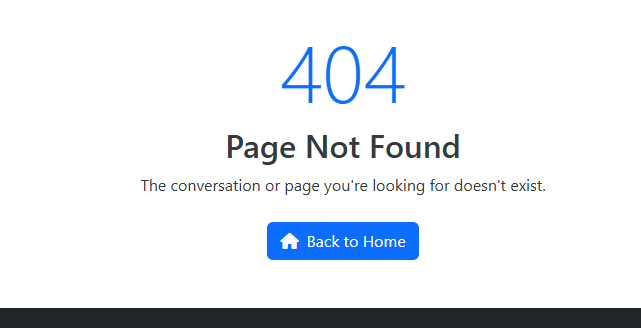 404
Page Not Found
The conversation or page you're looking for doesn't exist.
Back to Home